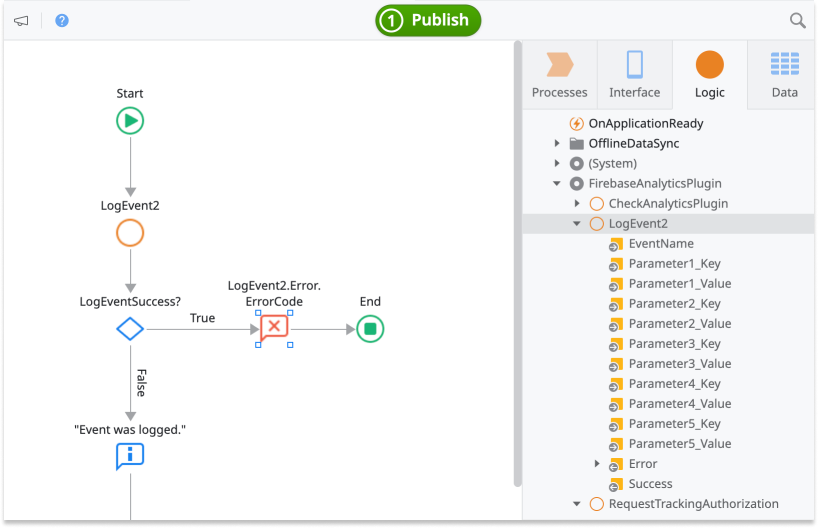 ?
1 Publish
Start
LogEvent2
LogEventSuccess?
True
LogEvent2.Error.
ErrorCode
End
False
"Event was logged."
Processes
Interface
Logic
Data
OnApplicationReady
OfflineDataSync
(System)
FirebaseAnalyticsPlugin
CheckAnalyticsPlugin
LogEvent2
EventName
Parameter1_Key
Parameter1_Value
Parameter2_Key
Parameter2_Value
Parameter3_Key
Parameter3_Value
Parameter4_Key
Parameter4_Value
Parameter5_Key
Parameter5_Value
Error
Success
RequestTrackingAuthorization